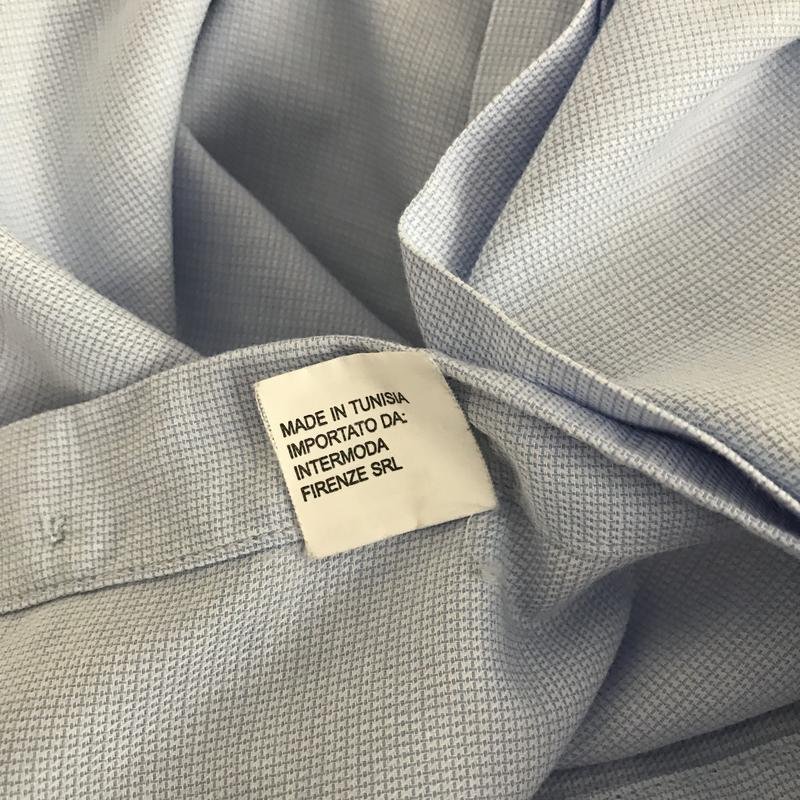 MADE IN TUNISIA
IMPORTATO DA:
INTERMODA
FIRENZE SRL